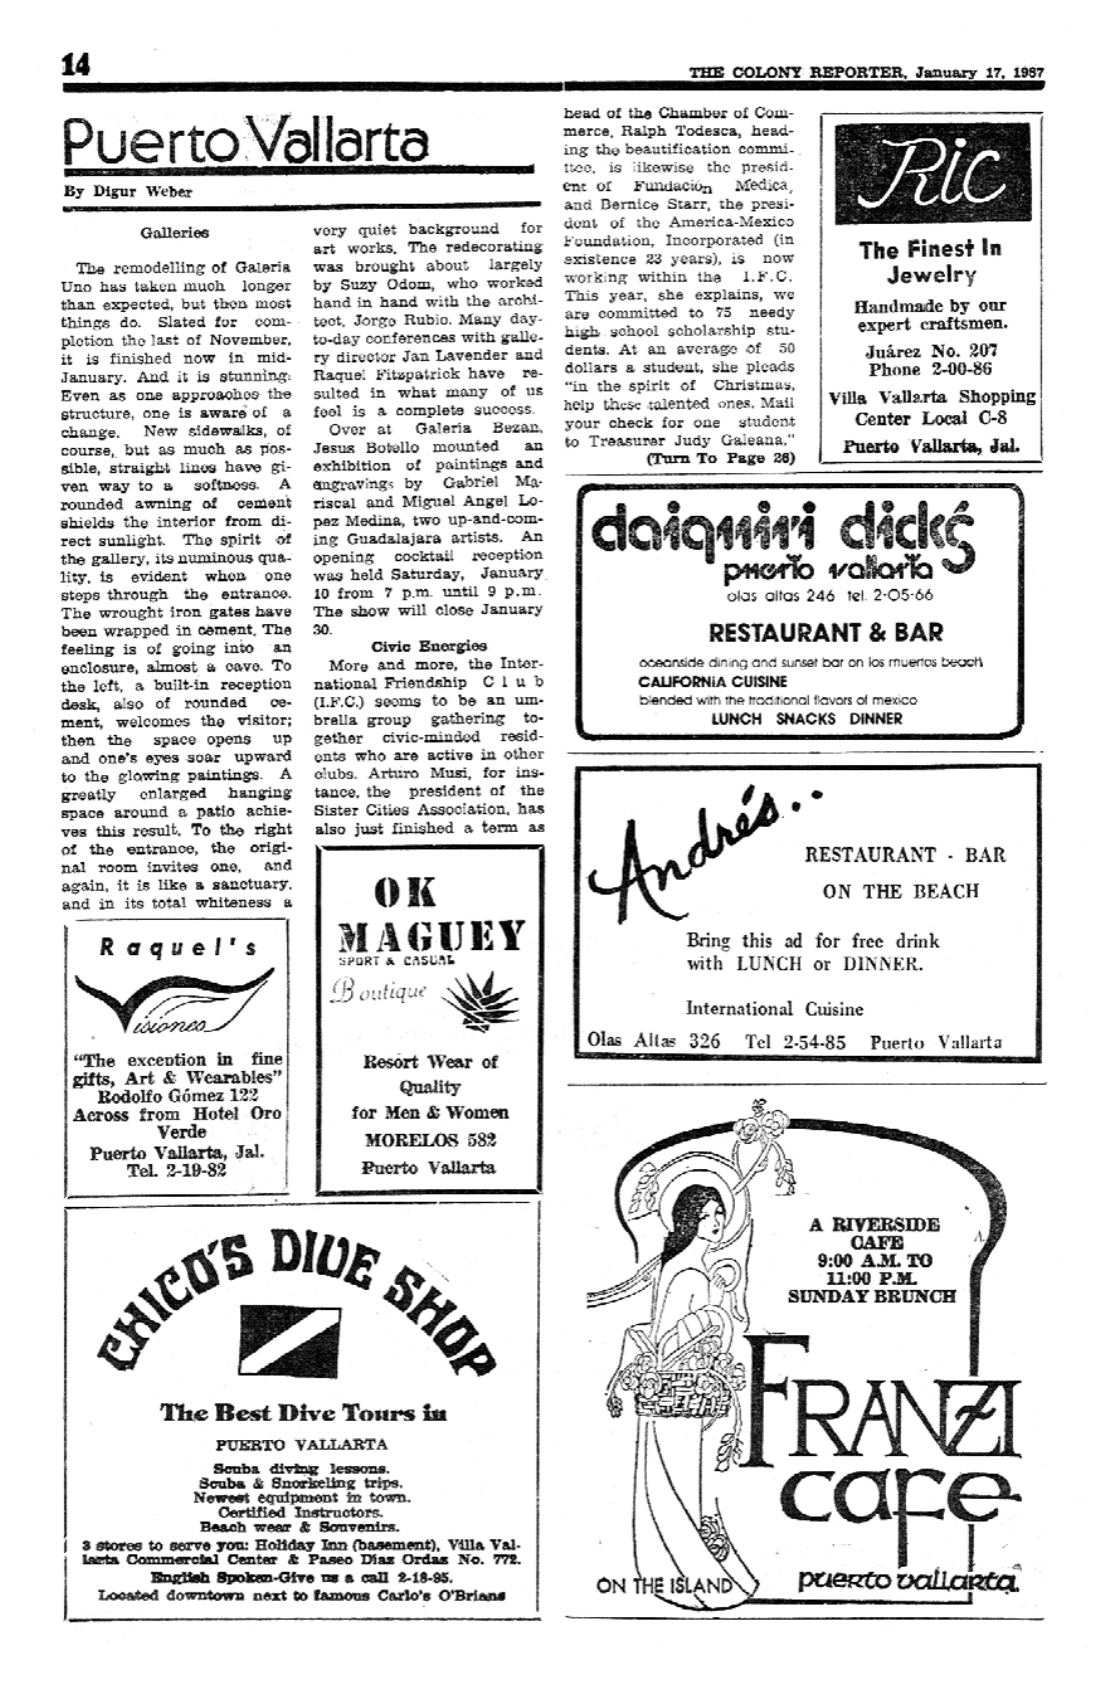 14
THE COLONY REPORTER, January 17, 1987
Puerto Vallarta
By Digur Weber
Galleries
The remodelling of Galeria
Uno has taken much longer
than expected, but then most
things do. Slated for com-
pletion the last of November,
it is finished now in mid-
January. And it is stunning.
Even as one approaches the
structure, one is aware of a
change. New sidewalks, of
course, but as much as pos-
sible, straight lines have gi-
ven way to a softness. A
rounded awning of cement
shields the interior from di-
rect sunlight. The spirit of
the gallery, its numinous qua-
lity, is evident when one
steps through the entrance.
The wrought iron gates have
been wrapped in cement. The
feeling is of going into an
enclosure, almost a cave. To
the left, a built-in reception
desk, also of rounded ce-
ment, welcomes the visitor;
then the space opens up
and one's eyes soar upward
to the glowing paintings. A
greatly enlarged hanging
space around a patio achie-
ves this result. To the right
of the entrance, the origi-
nal room invites one, and
again, it is like a sanctuary,
and in its total whiteness a
very quiet background for
art works. The redecorating
was brought about largely
by Suzy Odom, who worked
hand in hand with the archi-
tect, Jorge Rubio. Many day-
to-day conferences with galle-
ry director Jan Lavender and
Raquel Fitzpatrick have re-
sulted in what many of us
feel is a complete success.
Over at Galeria Bezan,
Jesus Botello mounted an
exhibition of paintings and
engravings by Gabriel Ma-
riscal and Miguel Angel Lo-
pez Medina, two up-and-com-
ing Guadalajara artists. An
opening cocktail reception
was held Saturday, January
10 from 7 p.m. until 9 p.m.
The show will close January
30.
Civic Energies
More and more, the Inter-
national Friendship Club
(I.F.C.) seems to be an um-
brella group gathering to-
gether civic-minded resid-
ents who are active in other
clubs. Arturo Musi, for ins-
tance, the president of the
Sister Cities Association, has
also just finished a term as
head of the Chamber of Com-
merce, Ralph Todesca, head-
ing the beautification commi-
ttee, is likewise the presid-
ent of Fundación Medica,
and Bernice Starr, the presi-
dent of the America-Mexico
Foundation, Incorporated (in
existence 23 years), is now
working within the I.F.C.
This year, she explains, we
are committed to 75 needy
high school scholarship stu-
dents. At an average of 50
dollars a student, she pleads
"in the spirit of Christmas,
help these talented ones. Mail
your check for one student
to Treasurer Judy Galeana."
(Turn To Page 26)
Ric
The Finest In
Jewelry
Handmade by our
expert craftsmen.
Juárez No. 207
Phone 2-00-86
Villa Vallarta Shopping
Center Local C-8
Puerto Vallarta, Jal.
daiquiri dick's
puerto vallarta
olas altas 246 tel. 2-05-66
RESTAURANT & BAR
oceanside dining and sunset bar on los muertos beach
CALIFORNIA CUISINE
blended with the traditional flavors of mexico
LUNCH SNACKS DINNER
Andrés..
RESTAURANT - BAR
ON THE BEACH
Bring this ad for free drink
with LUNCH or DINNER.
International Cuisine
Olas Altas 326 Tel 2-54-85 Puerto Vallarta
Raquel's
Visiones
"The exception in fine
gifts, Art & Wearables"
Rodolfo Gómez 122
Across from Hotel Oro
Verde
Puerto Vallarta, Jal.
Tel. 2-19-82
OK
MAGUEY
SPORT & CASUAL
Boutique
Resort Wear of
Quality
for Men & Women
MORELOS 582
Puerto Vallarta
CHICO'S DIVE SHOP
The Best Dive Tours in
PUERTO VALLARTA
Scuba diving lessons.
Scuba & Snorkeling trips.
Newest equipment in town.
Certified Instructors.
Beach wear & Souvenirs.
3 stores to serve you: Holiday Inn (basement), Villa Val-
larta Commercial Center & Paseo Diaz Ordas No. 772.
English Spoken-Give us a call 2-18-95.
Located downtown next to famous Carlo's O'Brians
A RIVERSIDE
CAFE
9:00 A.M. TO
11:00 P.M.
SUNDAY BRUNCH
FRANZI
cafe
ON THE ISLAND
puerto vallarta